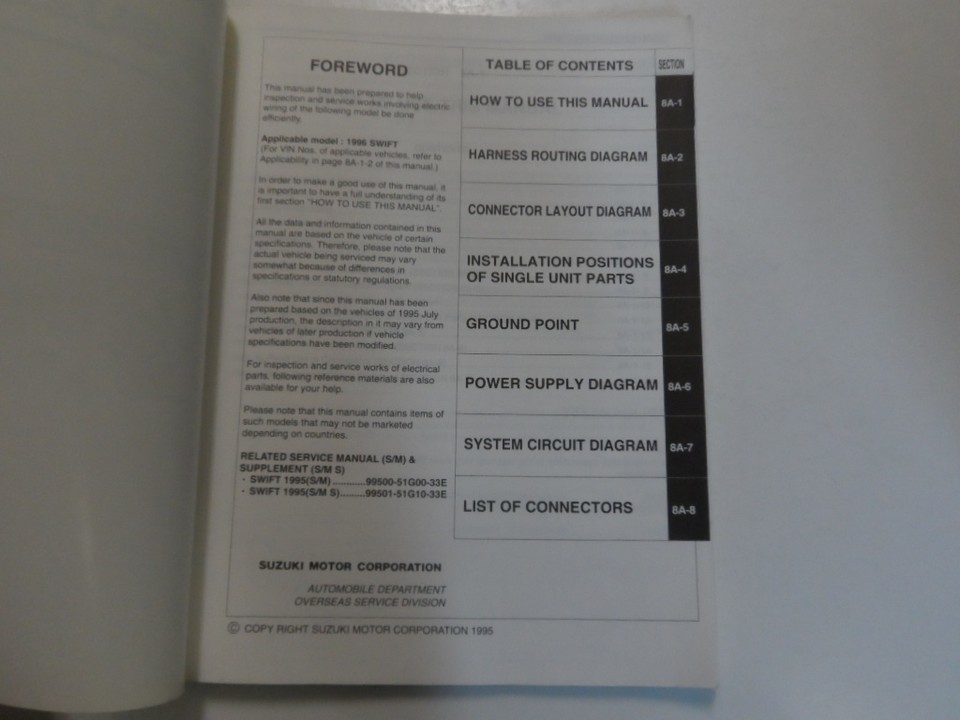 FOREWORD
This manual has been prepared to help
inspection and service works involving electric
wiring of the following model be done
efficiently.
Applicable model : 1996 SWIFT
(For VIN Nos. of applicable vehicles, refer to
Applicability in page 8A-1-2 of this manual.)
In order to make a good use of this manual, it
is important to have a full understanding of its
first section "HOW TO USE THIS MANUAL".
All the data and information contained in this
manual are based on the vehicle of certain
specifications. Therefore, please note that the
actual vehicle being serviced may vary
somewhat because of differences in
specifications or statutory regulations.
Also note that since this manual has been
prepared based on the vehicles of 1995 July
production, the description in it may vary from
vehicles of later production if vehicle
specifications have been modified.
For inspection and service works of electrical
parts, following reference materials are also
available for your help.
Please note that this manual contains items of
such models that may not be marketed
depending on countries.
RELATED SERVICE MANUAL (S/M) &
SUPPLEMENT (S/M S)
· SWIFT 1995(S/M) ............99500-51G00-33E
· SWIFT 1995(S/M S).........99501-51G10-33E
SUZUKI MOTOR CORPORATION
AUTOMOBILE DEPARTMENT
OVERSEAS SERVICE DIVISION
TABLE OF CONTENTS SECTION
HOW TO USE THIS MANUAL 8A-1
HARNESS ROUTING DIAGRAM 8A-2
CONNECTOR LAYOUT DIAGRAM 8A-3
INSTALLATION POSITIONS
OF SINGLE UNIT PARTS 8A-4
GROUND POINT 8A-5
POWER SUPPLY DIAGRAM 8A-6
SYSTEM CIRCUIT DIAGRAM 8A-7
LIST OF CONNECTORS 8A-8
© COPY RIGHT SUZUKI MOTOR CORPORATION 1995